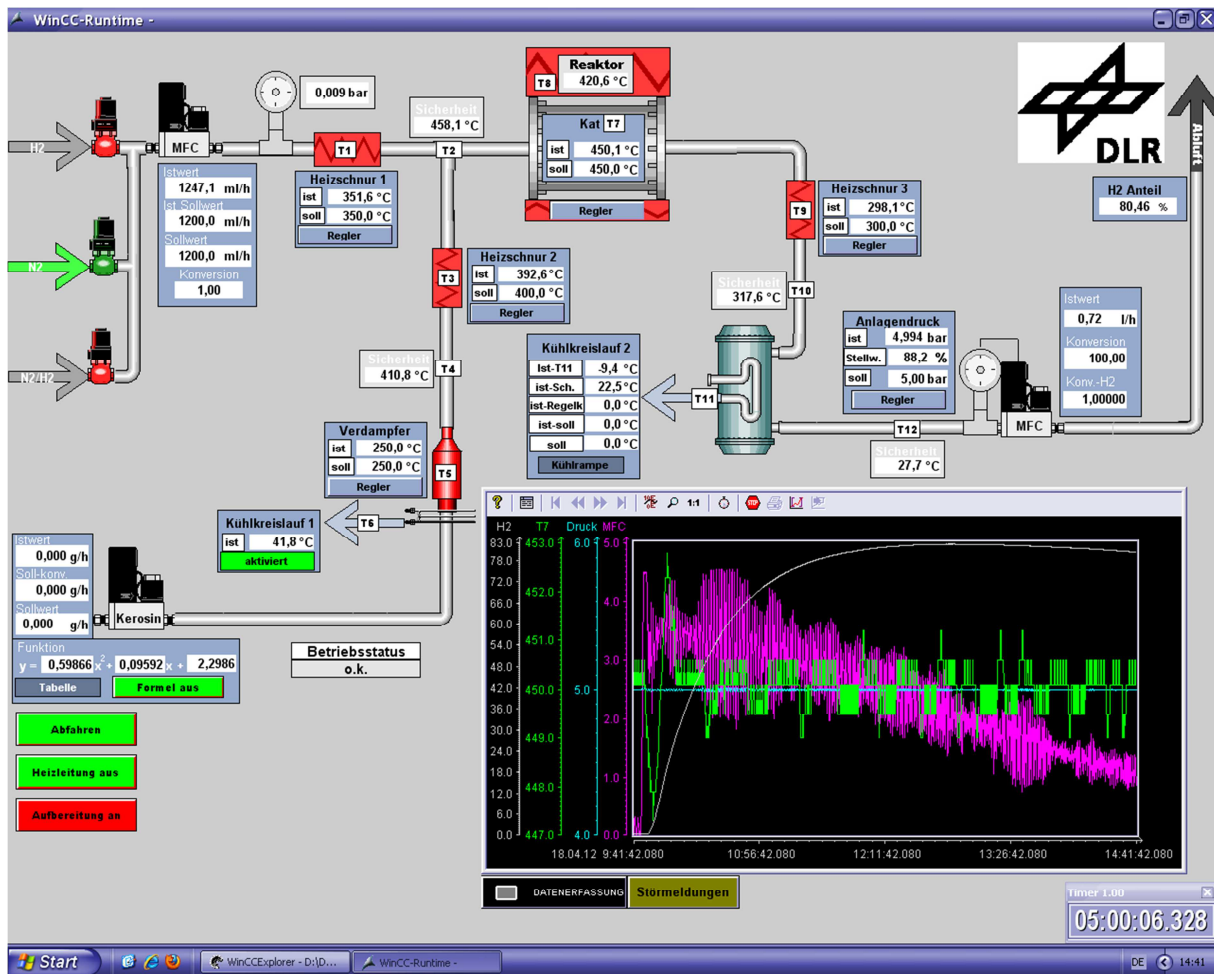 WinCC-Runtime -
H2
N2
N2/H2
MFC
Istwert
1247,1 ml/h
Ist Sollwert
1200,0 ml/h
Sollwert
1200,0 ml/h
Konversion
1,00
0,009 bar
T1
Heizschnur 1
ist 351,6 °C
soll 350,0 °C
Regler
Sicherheit
458,1 °C
T2
T3
Heizschnur 2
ist 392,6 °C
soll 400,0 °C
Regler
Sicherheit
410,8 °C
T4
Verdampfer
ist 250,0 °C
soll 250,0 °C
Regler
T5
Kühlkreislauf 1
ist 41,8 °C
aktiviert
T6
Reaktor
T8 420,6 °C
Kat T7
ist 450,1 °C
soll 450,0 °C
Regler
T9
Heizschnur 3
ist 298,1 °C
soll 300,0 °C
Regler
Sicherheit
317,6 °C
T10
Kühlkreislauf 2
Ist-T11 -9,4 °C
ist-Sch. 22,5 °C
ist-Regelk 0,0 °C
ist-soll 0,0 °C
soll 0,0 °C
Kühlrampe
T11
Anlagendruck
ist 4,994 bar
Stellw. 88,2 %
soll 5,00 bar
Regler
T12
Sicherheit
27,7 °C
MFC
Istwert
0,72 l/h
Konversion
100,00
Konv.-H2
1,00000
DLR
Abluft
H2 Anteil
80,46 %
Istwert
0,000 g/h
Soll-konv
0,000 g/h
Sollwert
0,000 g/h
Kerosin
Funktion
y = 0,59866 x2 + 0,09592 x + 2,2986
Tabelle Formel aus
Betriebsstatus
o.k.
Abfahren
Heizleitung aus
Aufbereitung an
1:1
STOP
H2 T7 Druck MFC
83.0 453.0 6.0 5.0
78.0
72.0 452.0
66.0 4.0
60.0
54.0 451.0
48.0 3.0
42.0 450.0 5.0
36.0 2.0
30.0 449.0
24.0
18.0 448.0 1.0
12.0
6.0
0.0 447.0 4.0 0.0
18.04.12 9:41:42.080 10:56:42.080 12:11:42.080 13:26:42.080 14:41:42.080
DATENERFASSUNG Störmeldungen
Timer 1.00
05:00:06.328
Start WinCCExplorer - D:\D... WinCC-Runtime - DE 14:41